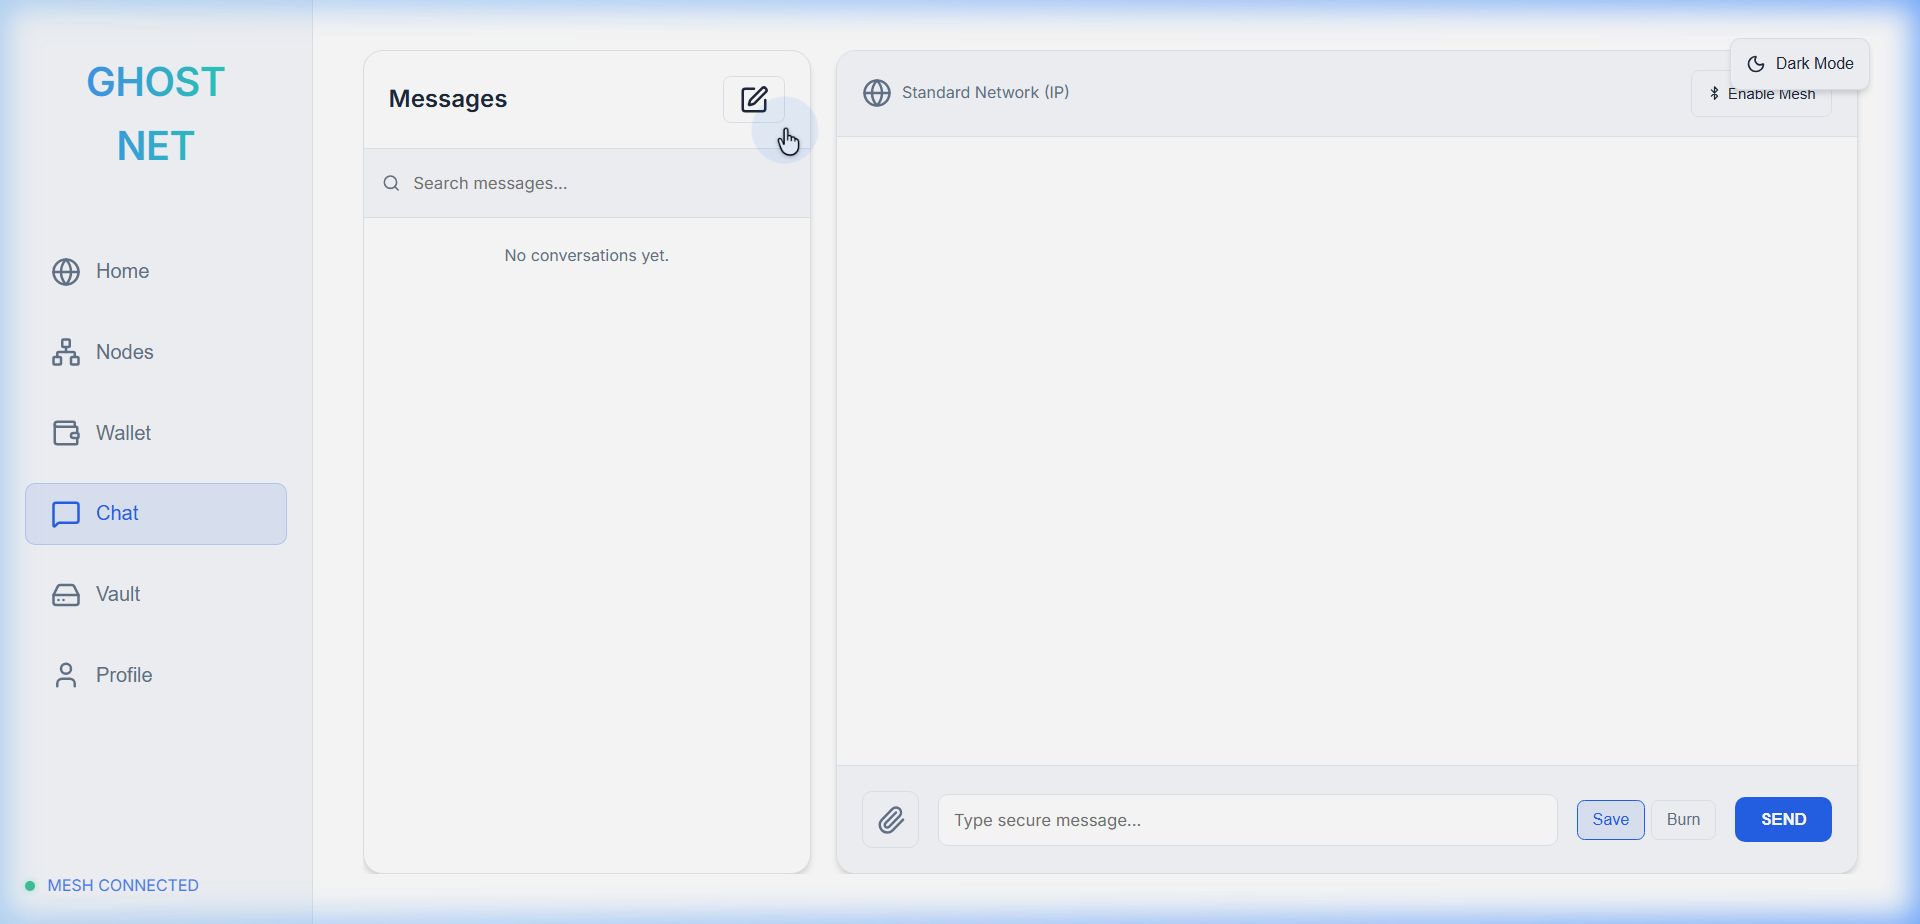 GHOST
NET
Home
Nodes
Wallet
Chat
Vault
Profile
MESH CONNECTED
Messages
Search messages...
No conversations yet.
Standard Network (IP)
Dark Mode
Enable Mesh
Type secure message...
Save
Burn
SEND